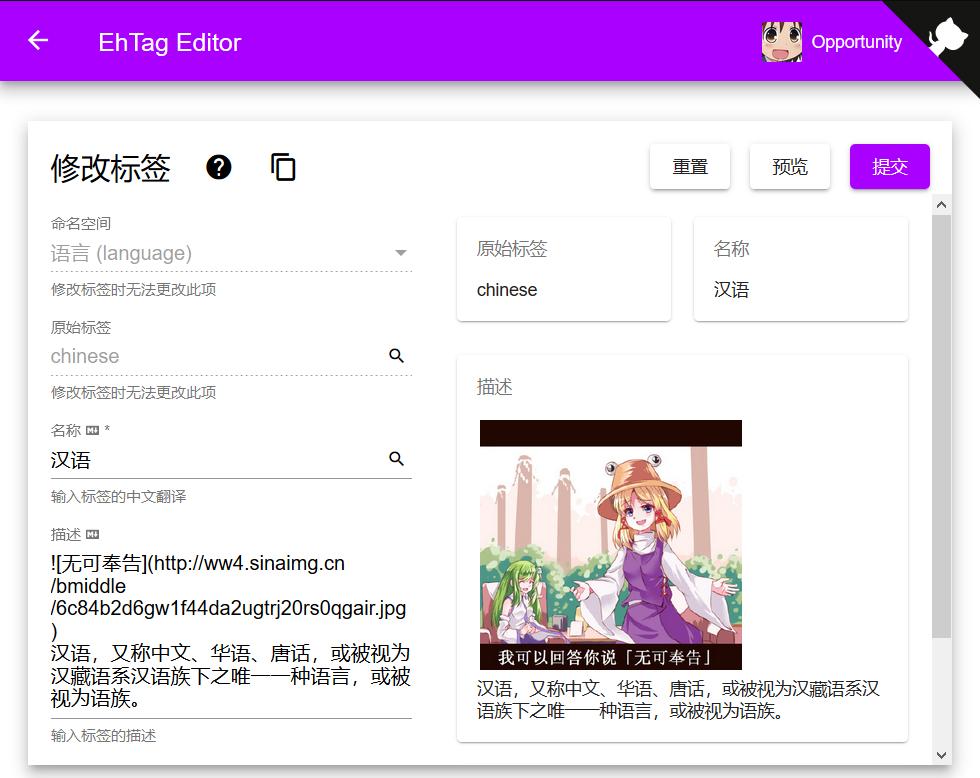 EhTag Editor
Opportunity
修改标签
重置
预览
提交
命名空间
语言 (language)
修改标签时无法更改此项
原始标签
chinese
修改标签时无法更改此项
名称 *
汉语
输入标签的中文翻译
描述
![无可奉告](http://ww4.sinaimg.cn
/bmiddle
/6c84b2d6gw1f44da2ugtrj20rs0qgair.jpg
)
汉语，又称中文、华语、唐话，或被视为
汉藏语系汉语族下之唯一一种语言，或被
视为语族。
输入标签的描述
原始标签
chinese
名称
汉语
描述
我可以回答你说「无可奉告」
汉语，又称中文、华语、唐话，或被视为汉藏语系汉
语族下之唯一一种语言，或被视为语族。